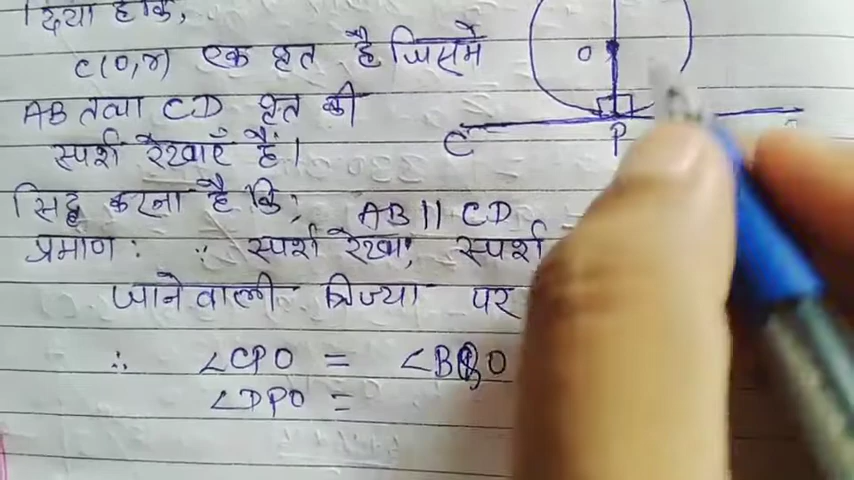 दिया है कि,
C(O,r) एक वृत है जिसमें
O
AB तथा CD वृत की
C P
स्पर्श रेखाएँ हैं।
सिद्ध करना है कि; AB || CD
प्रमाण: ∵ स्पर्श रेखा, स्पर्श
जानेवाली त्रिज्या पर
∴ ∠CPO = ∠BQO
∠DPO =